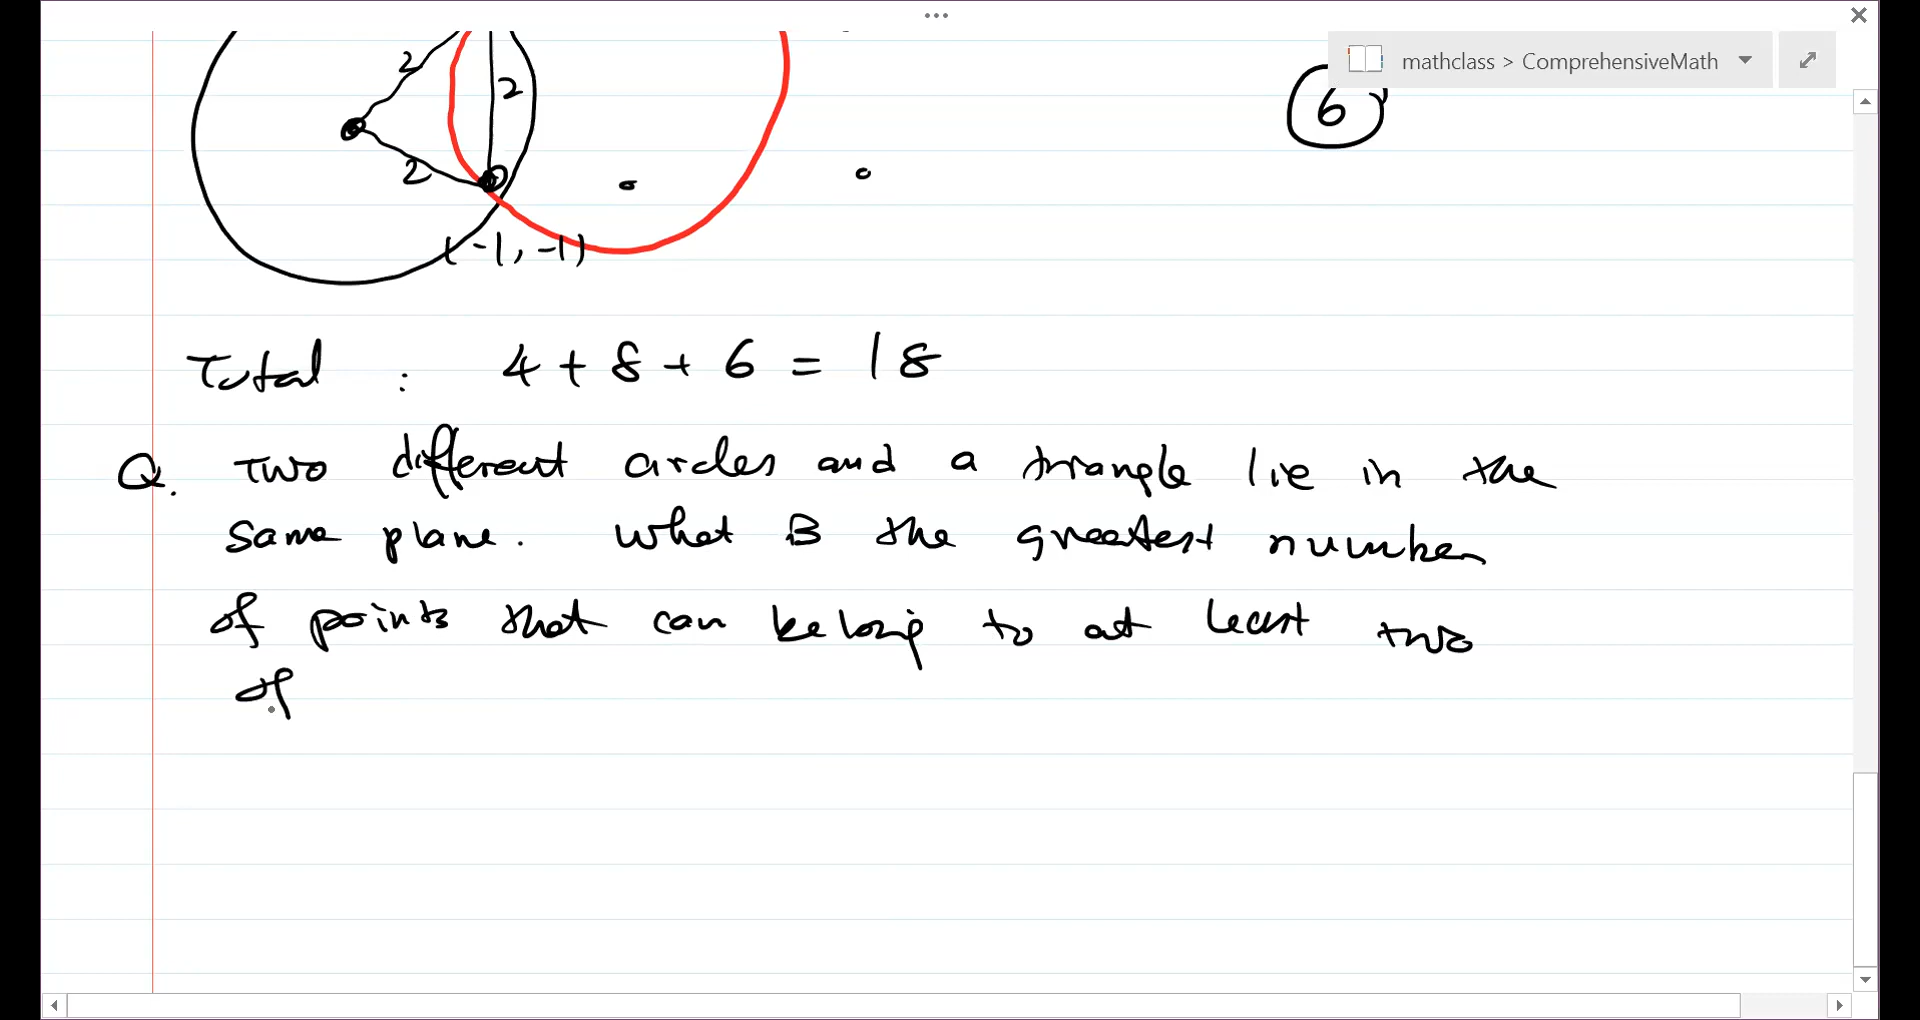 mathclass > ComprehensiveMath
2
2
6
2
(-1, -1)
Total : 4 + 8 + 6 = 18
Q. Two different circles and a triangle lie in the
same plane. What is the greatest number
of points that can belong to at least two
of